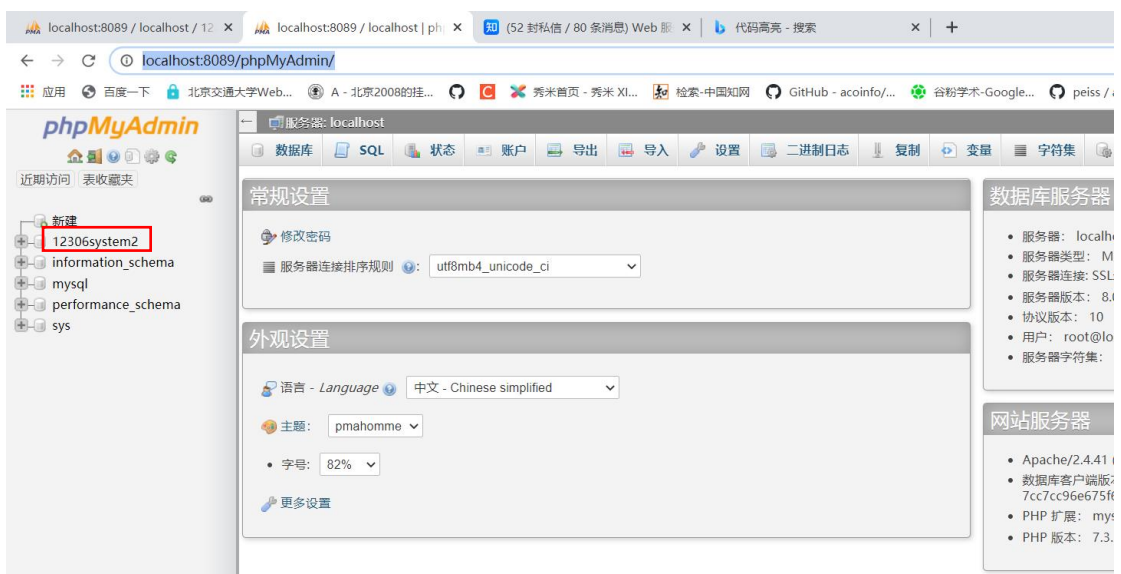 localhost:8089 / localhost / 12
localhost:8089 / localhost | ph
(52 封私信 / 80 条消息) Web 服
代码高亮 - 搜索
localhost:8089/phpMyAdmin/
应用
百度一下
北京交通大学Web...
A - 北京2008的挂...
秀米首页 - 秀米 XI...
检索-中国知网
GitHub - acoinfo/...
谷粉学术-Google...
peiss /
phpMyAdmin
近期访问
表收藏夹
新建
12306system2
information_schema
mysql
performance_schema
sys
服务器: localhost
数据库
SQL
状态
账户
导出
导入
设置
二进制日志
复制
变量
字符集
常规设置
修改密码
服务器连接排序规则 : utf8mb4_unicode_ci
外观设置
语言 - Language 中文 - Chinese simplified
主题: pmahomme
字号: 82%
更多设置
数据库服务器
服务器: localh
服务器类型: M
服务器连接: SSL
服务器版本: 8.
协议版本: 10
用户: root@lo
服务器字符集:
网站服务器
Apache/2.4.41 (
数据库客户端版
7cc7cc96e675f
PHP 扩展: mys
PHP 版本: 7.3.